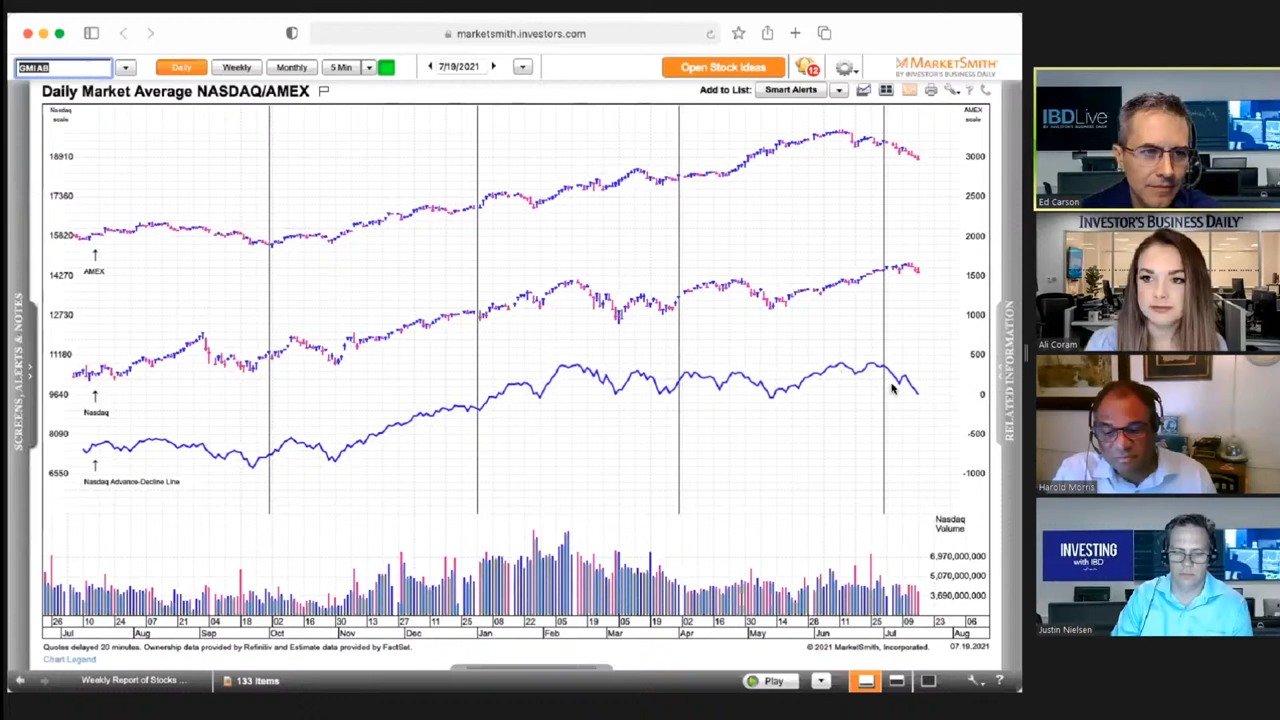 marketsmith.investors.com
GMIAB
Daily
Weekly
Monthly
5 Min
7/19/2021
Open Stock Ideas
12
MARKETSMITH
BY INVESTOR'S BUSINESS DAILY
Daily Market Average NASDAQ/AMEX
Add to List:
Smart Alerts
Nasdaq
scale
AMEX
scale
18910
3000
17360
2500
15820
2000
AMEX
14270
1500
12730
1000
11180
500
9640
0
Nasdaq
8090
-500
6550
-1000
Nasdaq Advance-Decline Line
Nasdaq
Volume
6,970,000,000
5,070,000,000
3,690,000,000
26 10 24 07 21 04 18 02 16 30 13 27 11 25 08 22 05 19 05 19 02 16 30 14 28 11 25 09 23 06
Jul Aug Sep Oct Nov Dec Jan Feb Mar Apr May Jun Jul Aug
Quotes delayed 20 minutes. Ownership data provided by Refinitiv and Estimate data provided by FactSet.
© 2021 MarketSmith, Incorporated.
Chart Legend
07.19.2021
Weekly Report of Stocks ...
133 Items
Play
?
SCREENS, ALERTS & NOTES
RELATED INFORMATION
IBDLive
BY INVESTOR'S BUSINESS DAILY
Ed Carson
INVESTOR'S BUSINESS DAILY
Ali Coram
Harold Morris
INVESTING
with IBD
Justin Nielsen